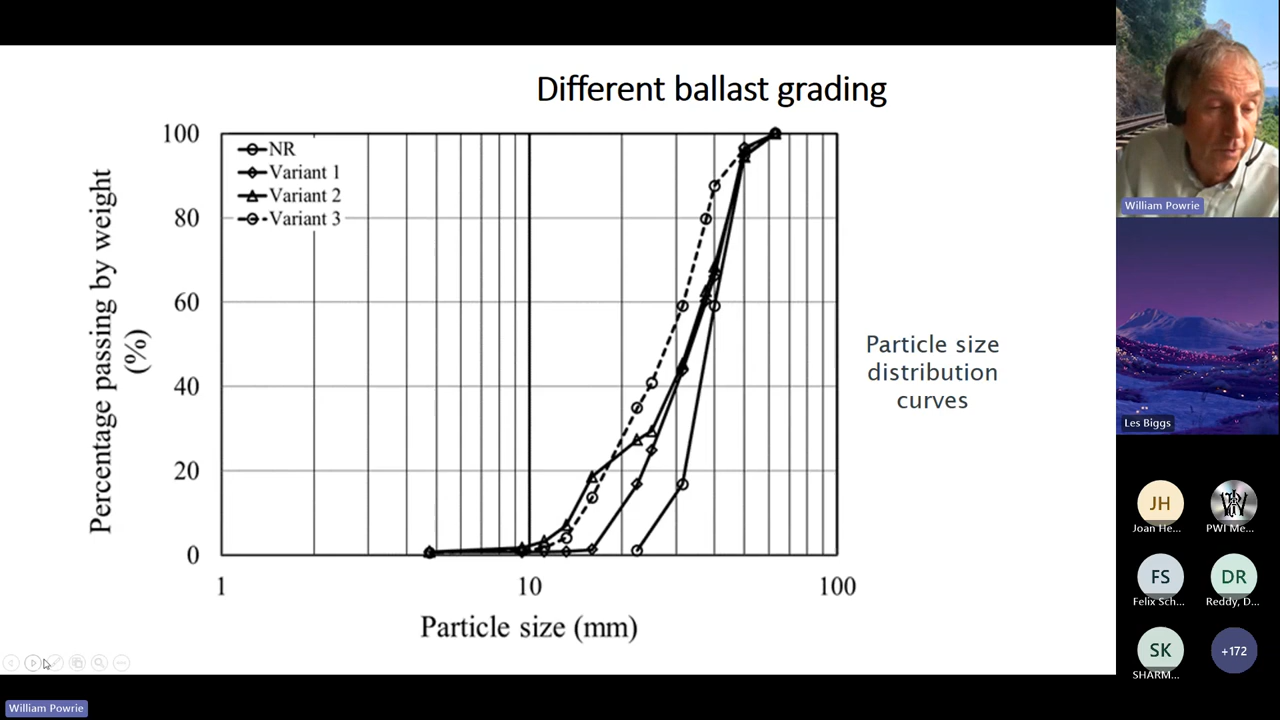 Different ballast grading
100
80
60
40
20
0
NR
Variant 1
Variant 2
Variant 3
Percentage passing by weight
(%)
1
10
100
Particle size (mm)
Particle size
distribution
curves
William Powrie
Les Biggs
JH
Joan He...
PWI Me...
FS
Felix Sch...
DR
Reddy, D...
SK
SHARM...
+172
William Powrie